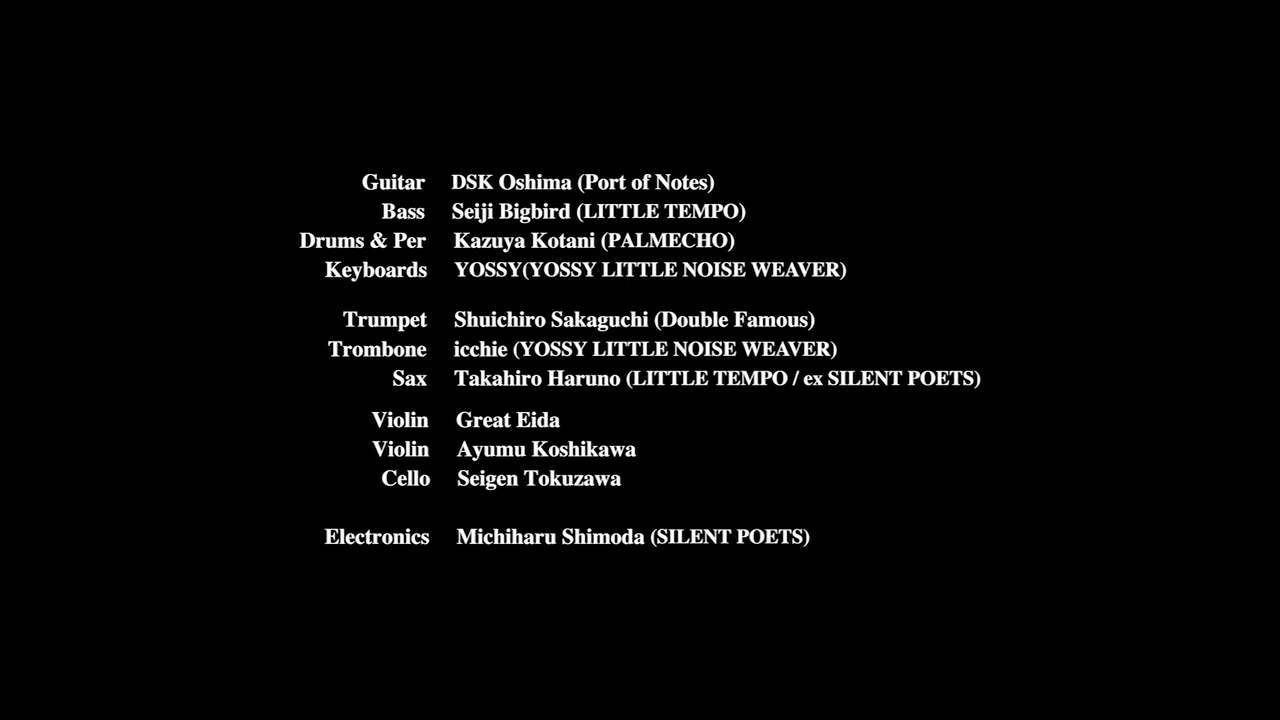 Guitar DSK Oshima (Port of Notes)
Bass Seiji Bigbird (LITTLE TEMPO)
Drums & Per Kazuya Kotani (PALMECHO)
Keyboards YOSSY(YOSSY LITTLE NOISE WEAVER)
Trumpet Shuichiro Sakaguchi (Double Famous)
Trombone icchie (YOSSY LITTLE NOISE WEAVER)
Sax Takahiro Haruno (LITTLE TEMPO / ex SILENT POETS)
Violin Great Eida
Violin Ayumu Koshikawa
Cello Seigen Tokuzawa
Electronics Michiharu Shimoda (SILENT POETS)